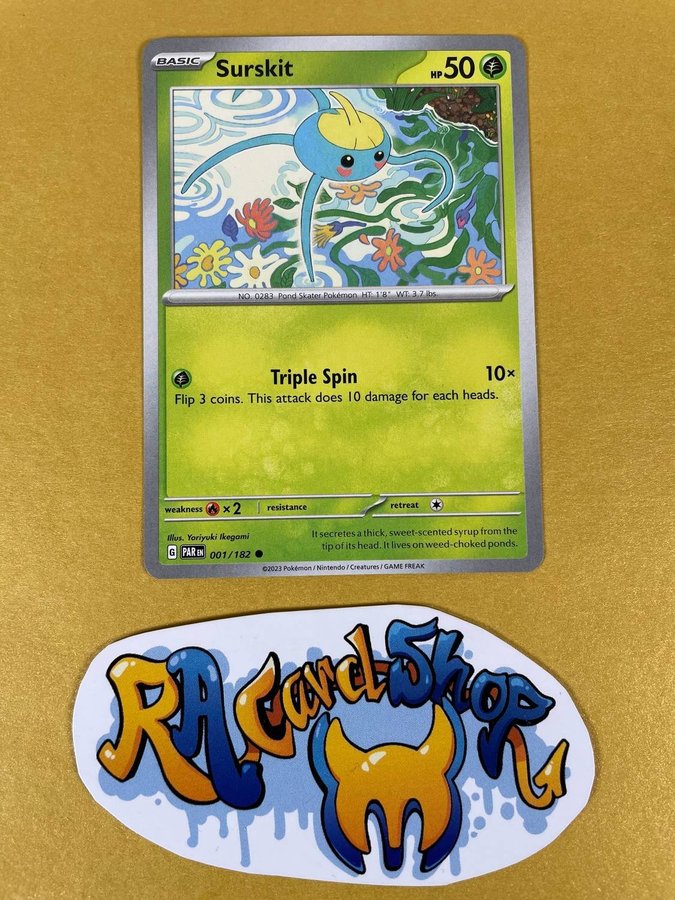 BASIC
Surskit
HP 50
NO. 0283 Pond Skater Pokémon HT: 1'8" WT: 3.7 lbs.
Triple Spin 10×
Flip 3 coins. This attack does 10 damage for each heads.
weakness ×2 resistance retreat
Illus. Yoriyuki Ikegami
It secretes a thick, sweet-scented syrup from the
tip of its head. It lives on weed-choked ponds.
G PAR EN 001/182
©2023 Pokémon / Nintendo / Creatures / GAME FREAK
RA CardShop